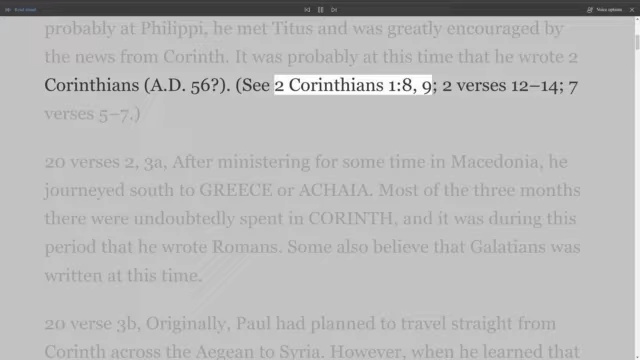 Read aloud
Voice options
probably at Philippi, he met Titus and was greatly encouraged by
the news from Corinth. It was probably at this time that he wrote 2
Corinthians (A.D. 56?). (See 2 Corinthians 1:8, 9; 2 verses 12–14; 7
verses 5–7.)
20 verses 2, 3a, After ministering for some time in Macedonia, he
journeyed south to GREECE or ACHAIA. Most of the three months
there were undoubtedly spent in CORINTH, and it was during this
period that he wrote Romans. Some also believe that Galatians was
written at this time.
20 verse 3b, Originally, Paul had planned to travel straight from
Corinth across the Aegean to Syria. However, when he learned that